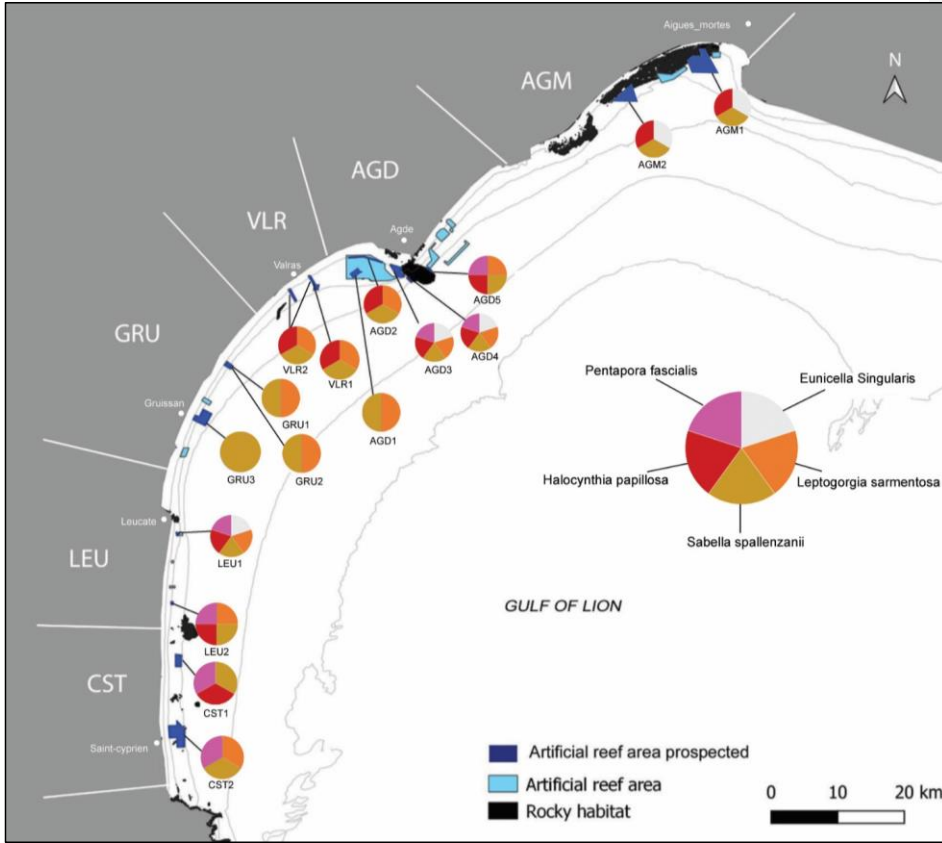 Aigues_mortes
N
AGM
AGM1
AGM2
AGD
Agde
VLR
Valras
AGD5
AGD2
AGD4
AGD3
VLR2
VLR1
GRU
GRU1
AGD1
Gruissan
GRU2
GRU3
Pentapora fascialis
Eunicella Singularis
Halocynthia papillosa
Leptogorgia sarmentosa
Sabella spallenzanii
Leucate
LEU
LEU1
LEU2
GULF OF LION
CST
CST1
Saint-cyprien
CST2
Artificial reef area prospected
Artificial reef area
Rocky habitat
0 10 20 km